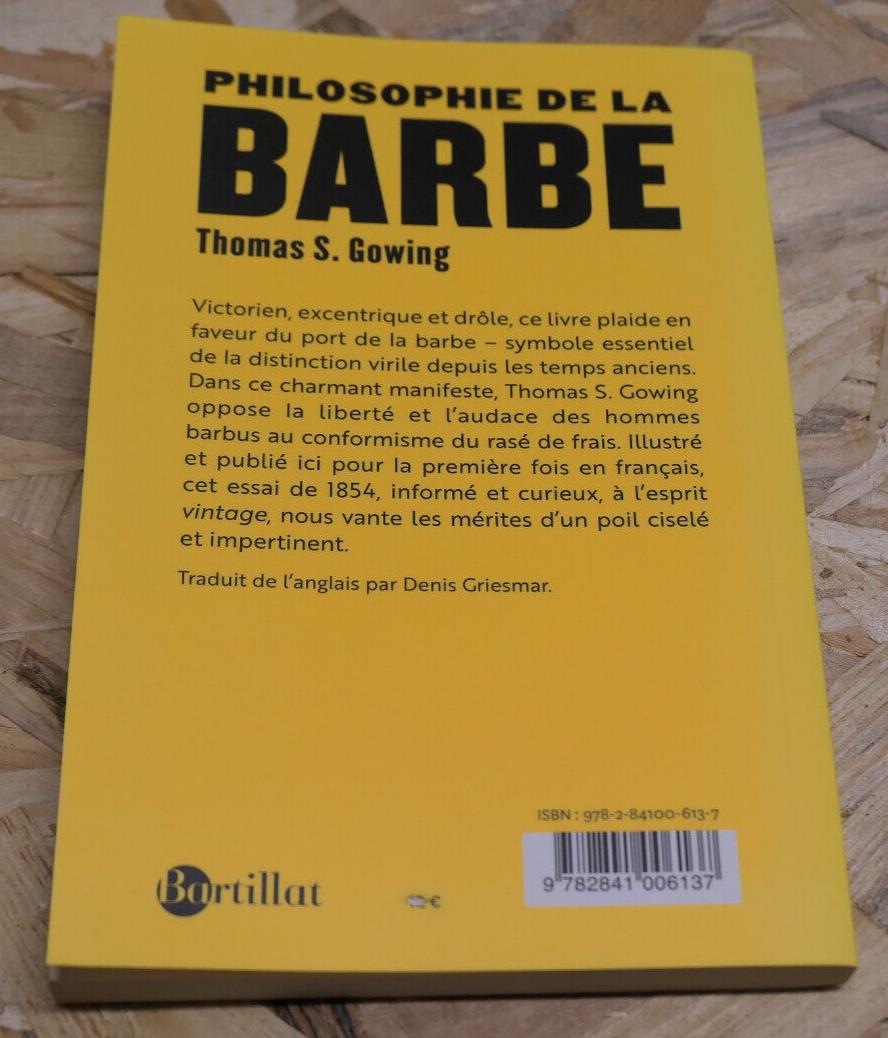 PHILOSOPHIE DE LA
BARBE
Thomas S. Gowing
Victorien, excentrique et drôle, ce livre plaide en
faveur du port de la barbe – symbole essentiel
de la distinction virile depuis les temps anciens.
Dans ce charmant manifeste, Thomas S. Gowing
oppose la liberté et l'audace des hommes
barbus au conformisme du rasé de frais. Illustré
et publié ici pour la première fois en français,
cet essai de 1854, informé et curieux, à l'esprit
vintage, nous vante les mérites d'un poil ciselé
et impertinent.
Traduit de l'anglais par Denis Griesmar.
ISBN : 978-2-84100-613-7
9 782841 006137
Bartillat
€